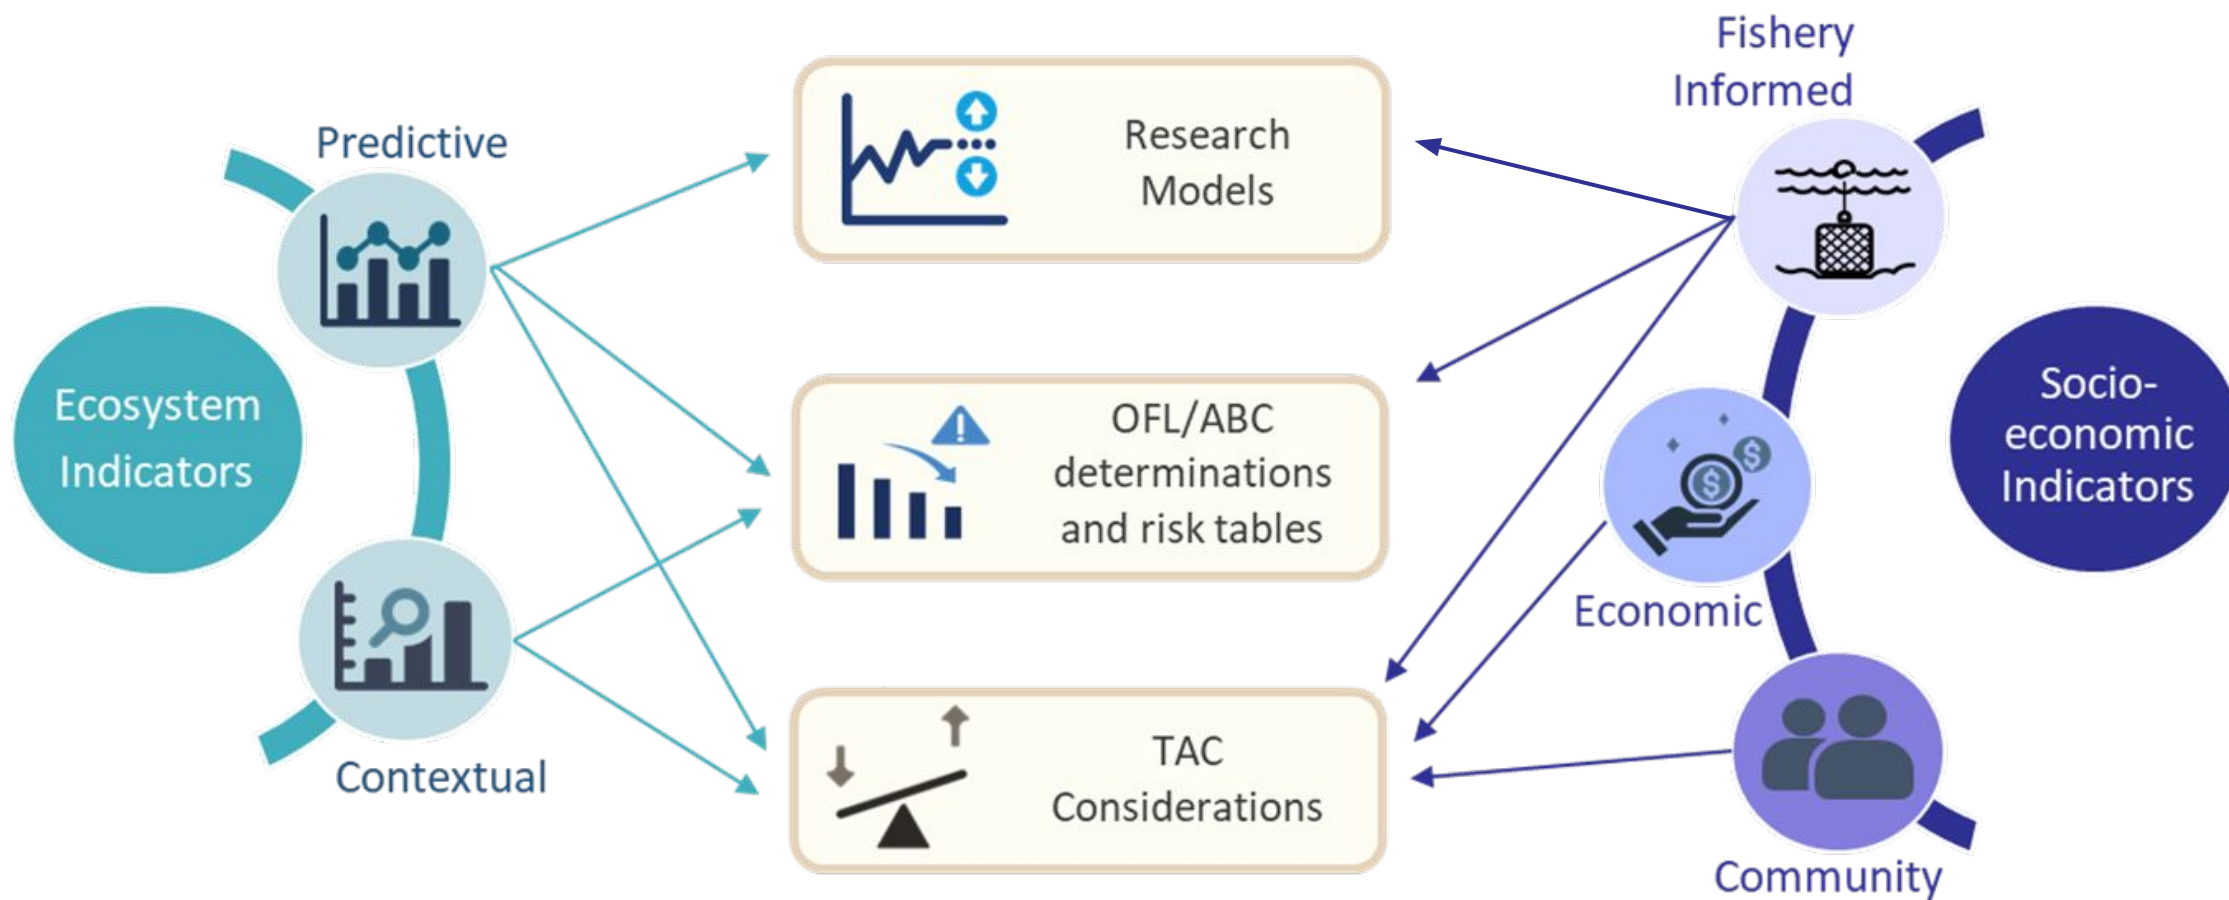 Ecosystem
Indicators
Predictive
Contextual
Research
Models
OFL/ABC
determinations
and risk tables
TAC
Considerations
Fishery
Informed
Economic
Community
Socio-
economic
Indicators